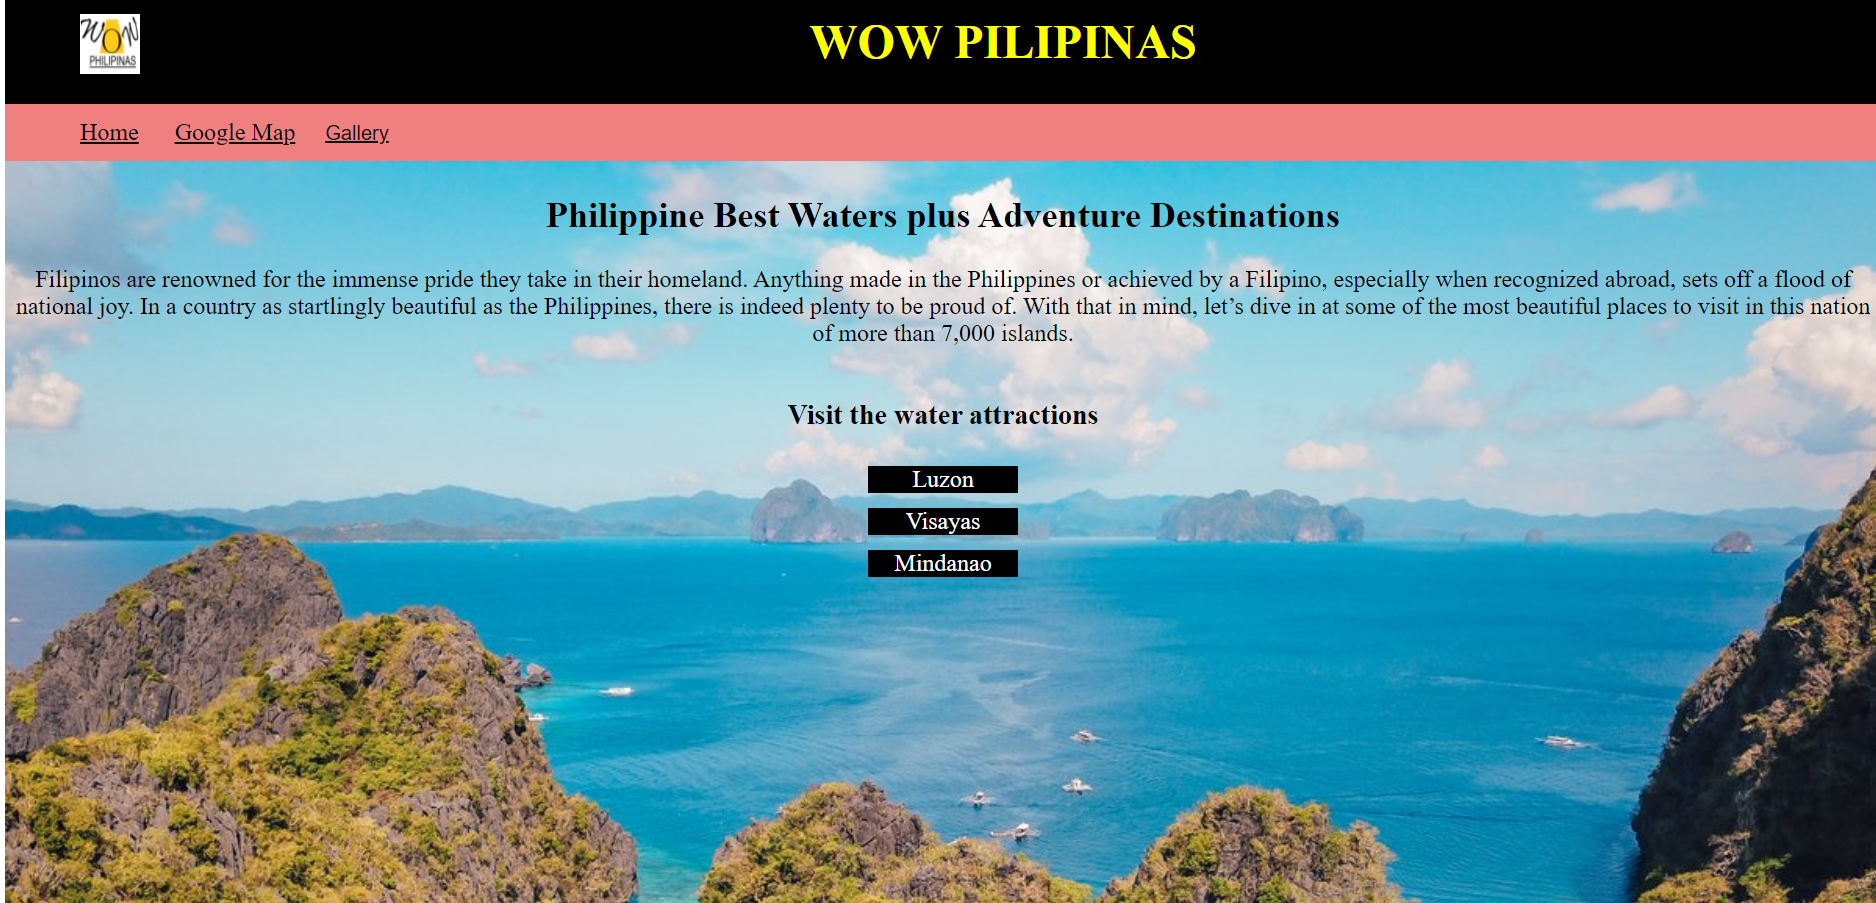 WOW
PHILIPINAS
WOW PILIPINAS
Home Google Map Gallery
Philippine Best Waters plus Adventure Destinations
Filipinos are renowned for the immense pride they take in their homeland. Anything made in the Philippines or achieved by a Filipino, especially when recognized abroad, sets off a flood of
national joy. In a country as startlingly beautiful as the Philippines, there is indeed plenty to be proud of. With that in mind, let’s dive in at some of the most beautiful places to visit in this nation
of more than 7,000 islands.
Visit the water attractions
Luzon
Visayas
Mindanao